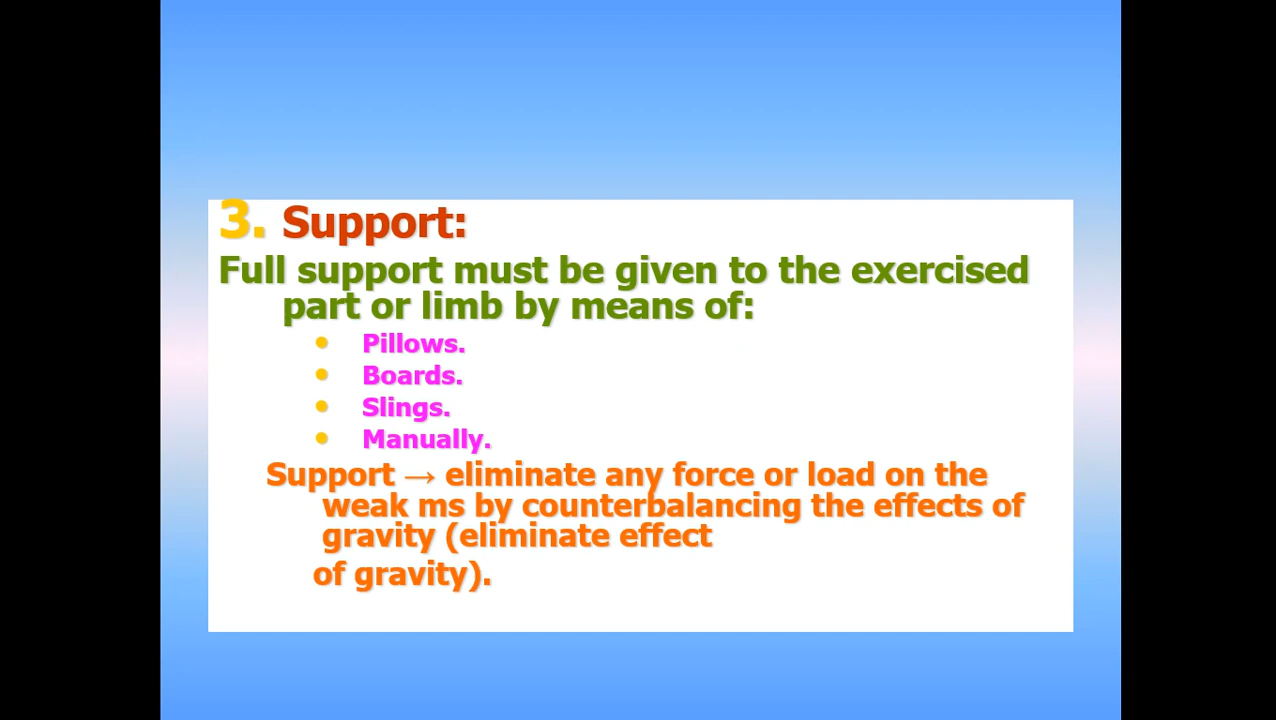 3. Support:
Full support must be given to the exercised
part or limb by means of:
• Pillows.
• Boards.
• Slings.
• Manually.
Support → eliminate any force or load on the
weak ms by counterbalancing the effects of
gravity (eliminate effect
of gravity).